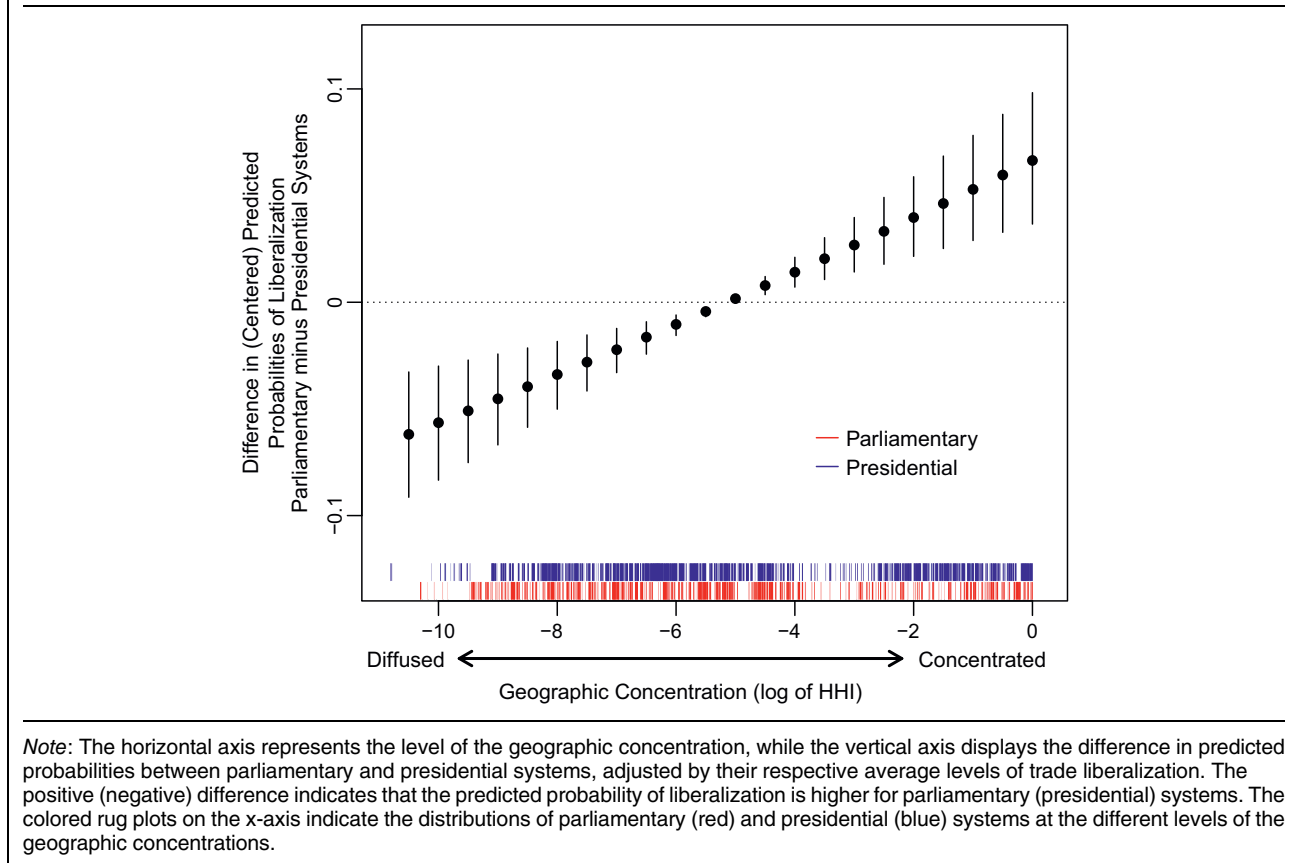 Difference in (Centered) Predicted
Probabilities of Liberalization
Parliamentary minus Presidential Systems
0.1
0
−0.1
Parliamentary
Presidential
−10 −8 −6 −4 −2 0
Diffused Concentrated
Geographic Concentration (log of HHI)
Note: The horizontal axis represents the level of the geographic concentration, while the vertical axis displays the difference in predicted
probabilities between parliamentary and presidential systems, adjusted by their respective average levels of trade liberalization. The
positive (negative) difference indicates that the predicted probability of liberalization is higher for parliamentary (presidential) systems. The
colored rug plots on the x-axis indicate the distributions of parliamentary (red) and presidential (blue) systems at the different levels of the
geographic concentrations.